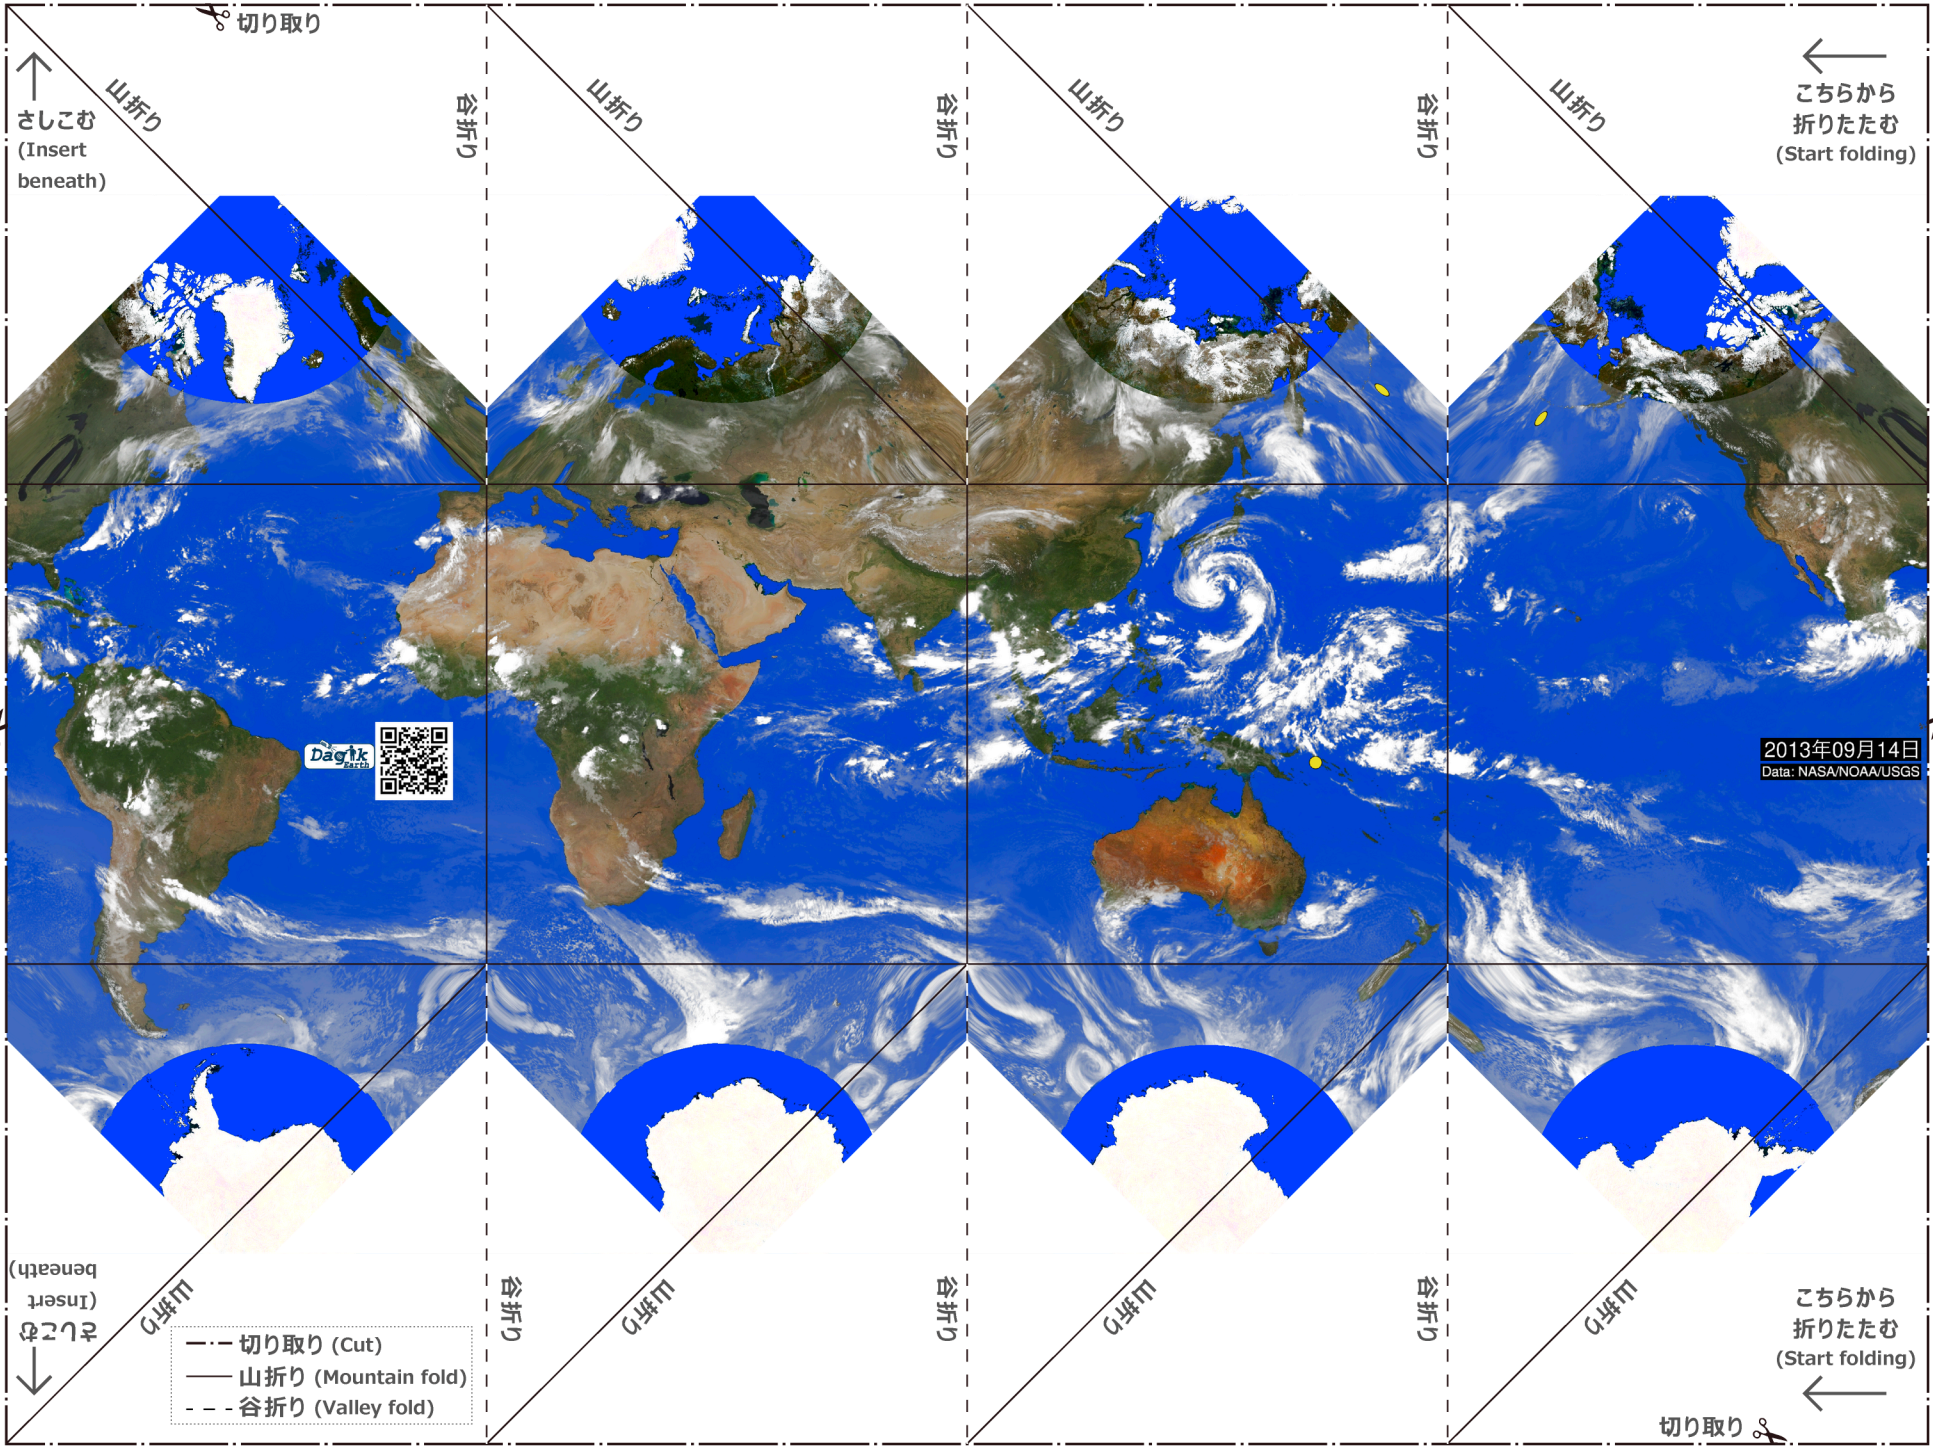 切り取り
山折り
谷折り
山折り
谷折り
山折り
谷折り
山折り
さしこむ
(Insert
beneath)
こちらから
折りたたむ
(Start folding)
Dagik
Earth
2013年09月14日
Data: NASA/NOAA/USGS
さしこむ
(Insert
beneath)
山折り
谷折り
山折り
谷折り
山折り
谷折り
山折り
こちらから
折りたたむ
(Start folding)
切り取り (Cut)
山折り (Mountain fold)
谷折り (Valley fold)
切り取り